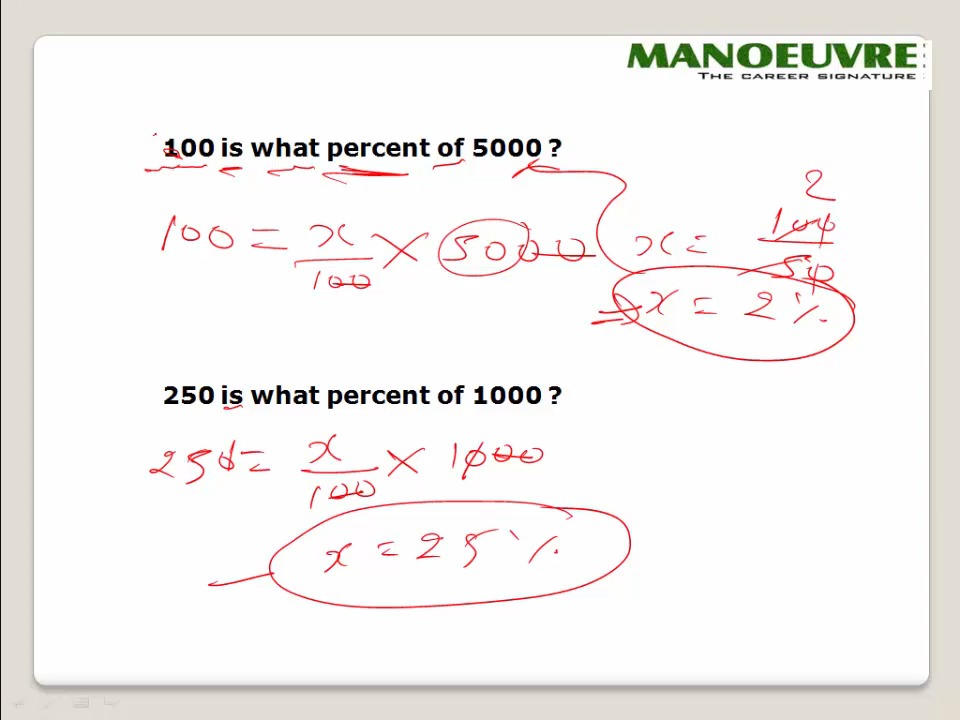 MANOEUVRE
THE CAREER SIGNATURE
100 is what percent of 5000 ?
100 = x/100 × 5000
x = 100/50
2
⇒ x = 2 %
250 is what percent of 1000 ?
250 = x/100 × 1000
x = 25 %